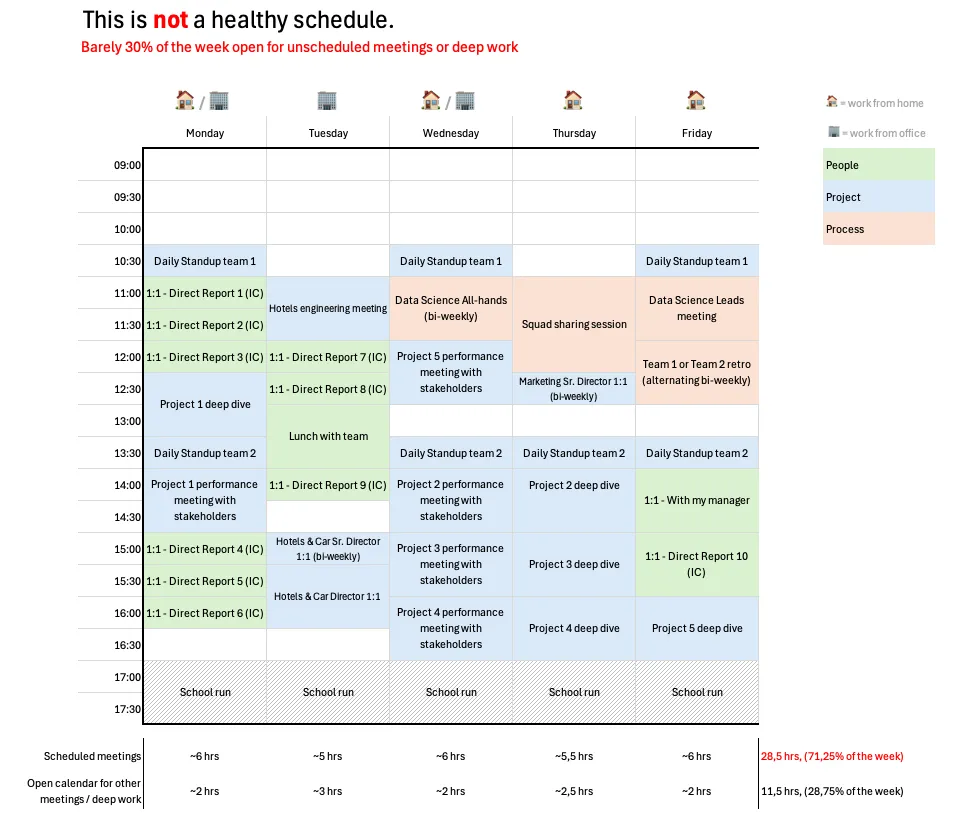 This is not a healthy schedule.
Barely 30% of the week open for unscheduled meetings or deep work
/
/
= work from home
Monday
Tuesday
Wednesday
Thursday
Friday
= work from office
People
Project
Process
09:00
09:30
10:00
10:30
Daily Standup team 1
Daily Standup team 1
Daily Standup team 1
11:00
1:1 - Direct Report 1 (IC)
Hotels engineering meeting
Data Science All-hands
(bi-weekly)
Squad sharing session
Data Science Leads
meeting
11:30
1:1 - Direct Report 2 (IC)
12:00
1:1 - Direct Report 3 (IC)
1:1 - Direct Report 7 (IC)
Project 5 performance
meeting with
stakeholders
Team 1 or Team 2 retro
(alternating bi-weekly)
12:30
Project 1 deep dive
1:1 - Direct Report 8 (IC)
Marketing Sr. Director 1:1
(bi-weekly)
13:00
Lunch with team
13:30
Daily Standup team 2
Daily Standup team 2
Daily Standup team 2
Daily Standup team 2
14:00
Project 1 performance
meeting with
stakeholders
1:1 - Direct Report 9 (IC)
Project 2 performance
meeting with
stakeholders
Project 2 deep dive
1:1 - With my manager
14:30
15:00
1:1 - Direct Report 4 (IC)
Hotels & Car Sr. Director
1:1 (bi-weekly)
Project 3 performance
meeting with
stakeholders
Project 3 deep dive
1:1 - Direct Report 10
(IC)
15:30
1:1 - Direct Report 5 (IC)
Hotels & Car Director 1:1
16:00
1:1 - Direct Report 6 (IC)
Project 4 performance
meeting with
stakeholders
Project 4 deep dive
Project 5 deep dive
16:30
17:00
School run
School run
School run
School run
School run
17:30
Scheduled meetings
~6 hrs
~5 hrs
~6 hrs
~5,5 hrs
~6 hrs
28,5 hrs, (71,25% of the week)
Open calendar for other
meetings / deep work
~2 hrs
~3 hrs
~2 hrs
~2,5 hrs
~2 hrs
11,5 hrs, (28,75% of the week)